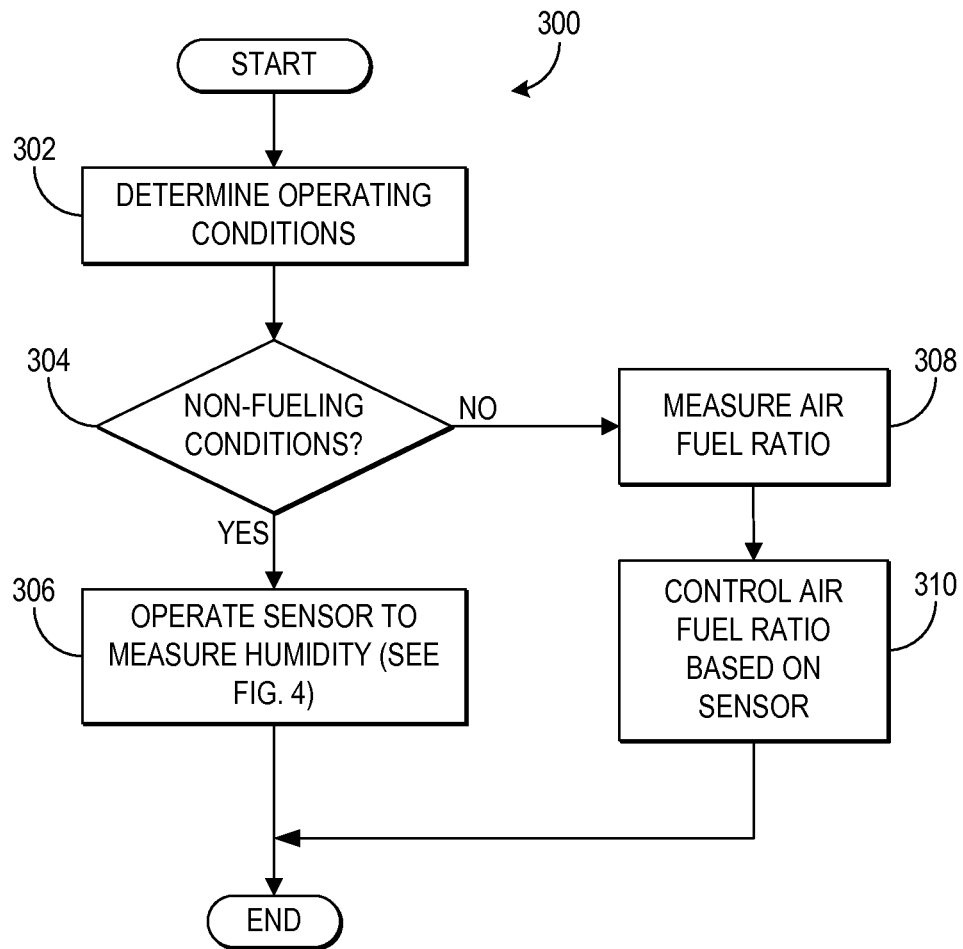 300
START
302
DETERMINE OPERATING
CONDITIONS
304
NON-FUELING
CONDITIONS?
NO
YES
308
MEASURE AIR
FUEL RATIO
306
OPERATE SENSOR TO
MEASURE HUMIDITY (SEE
FIG. 4)
310
CONTROL AIR
FUEL RATIO
BASED ON
SENSOR
END